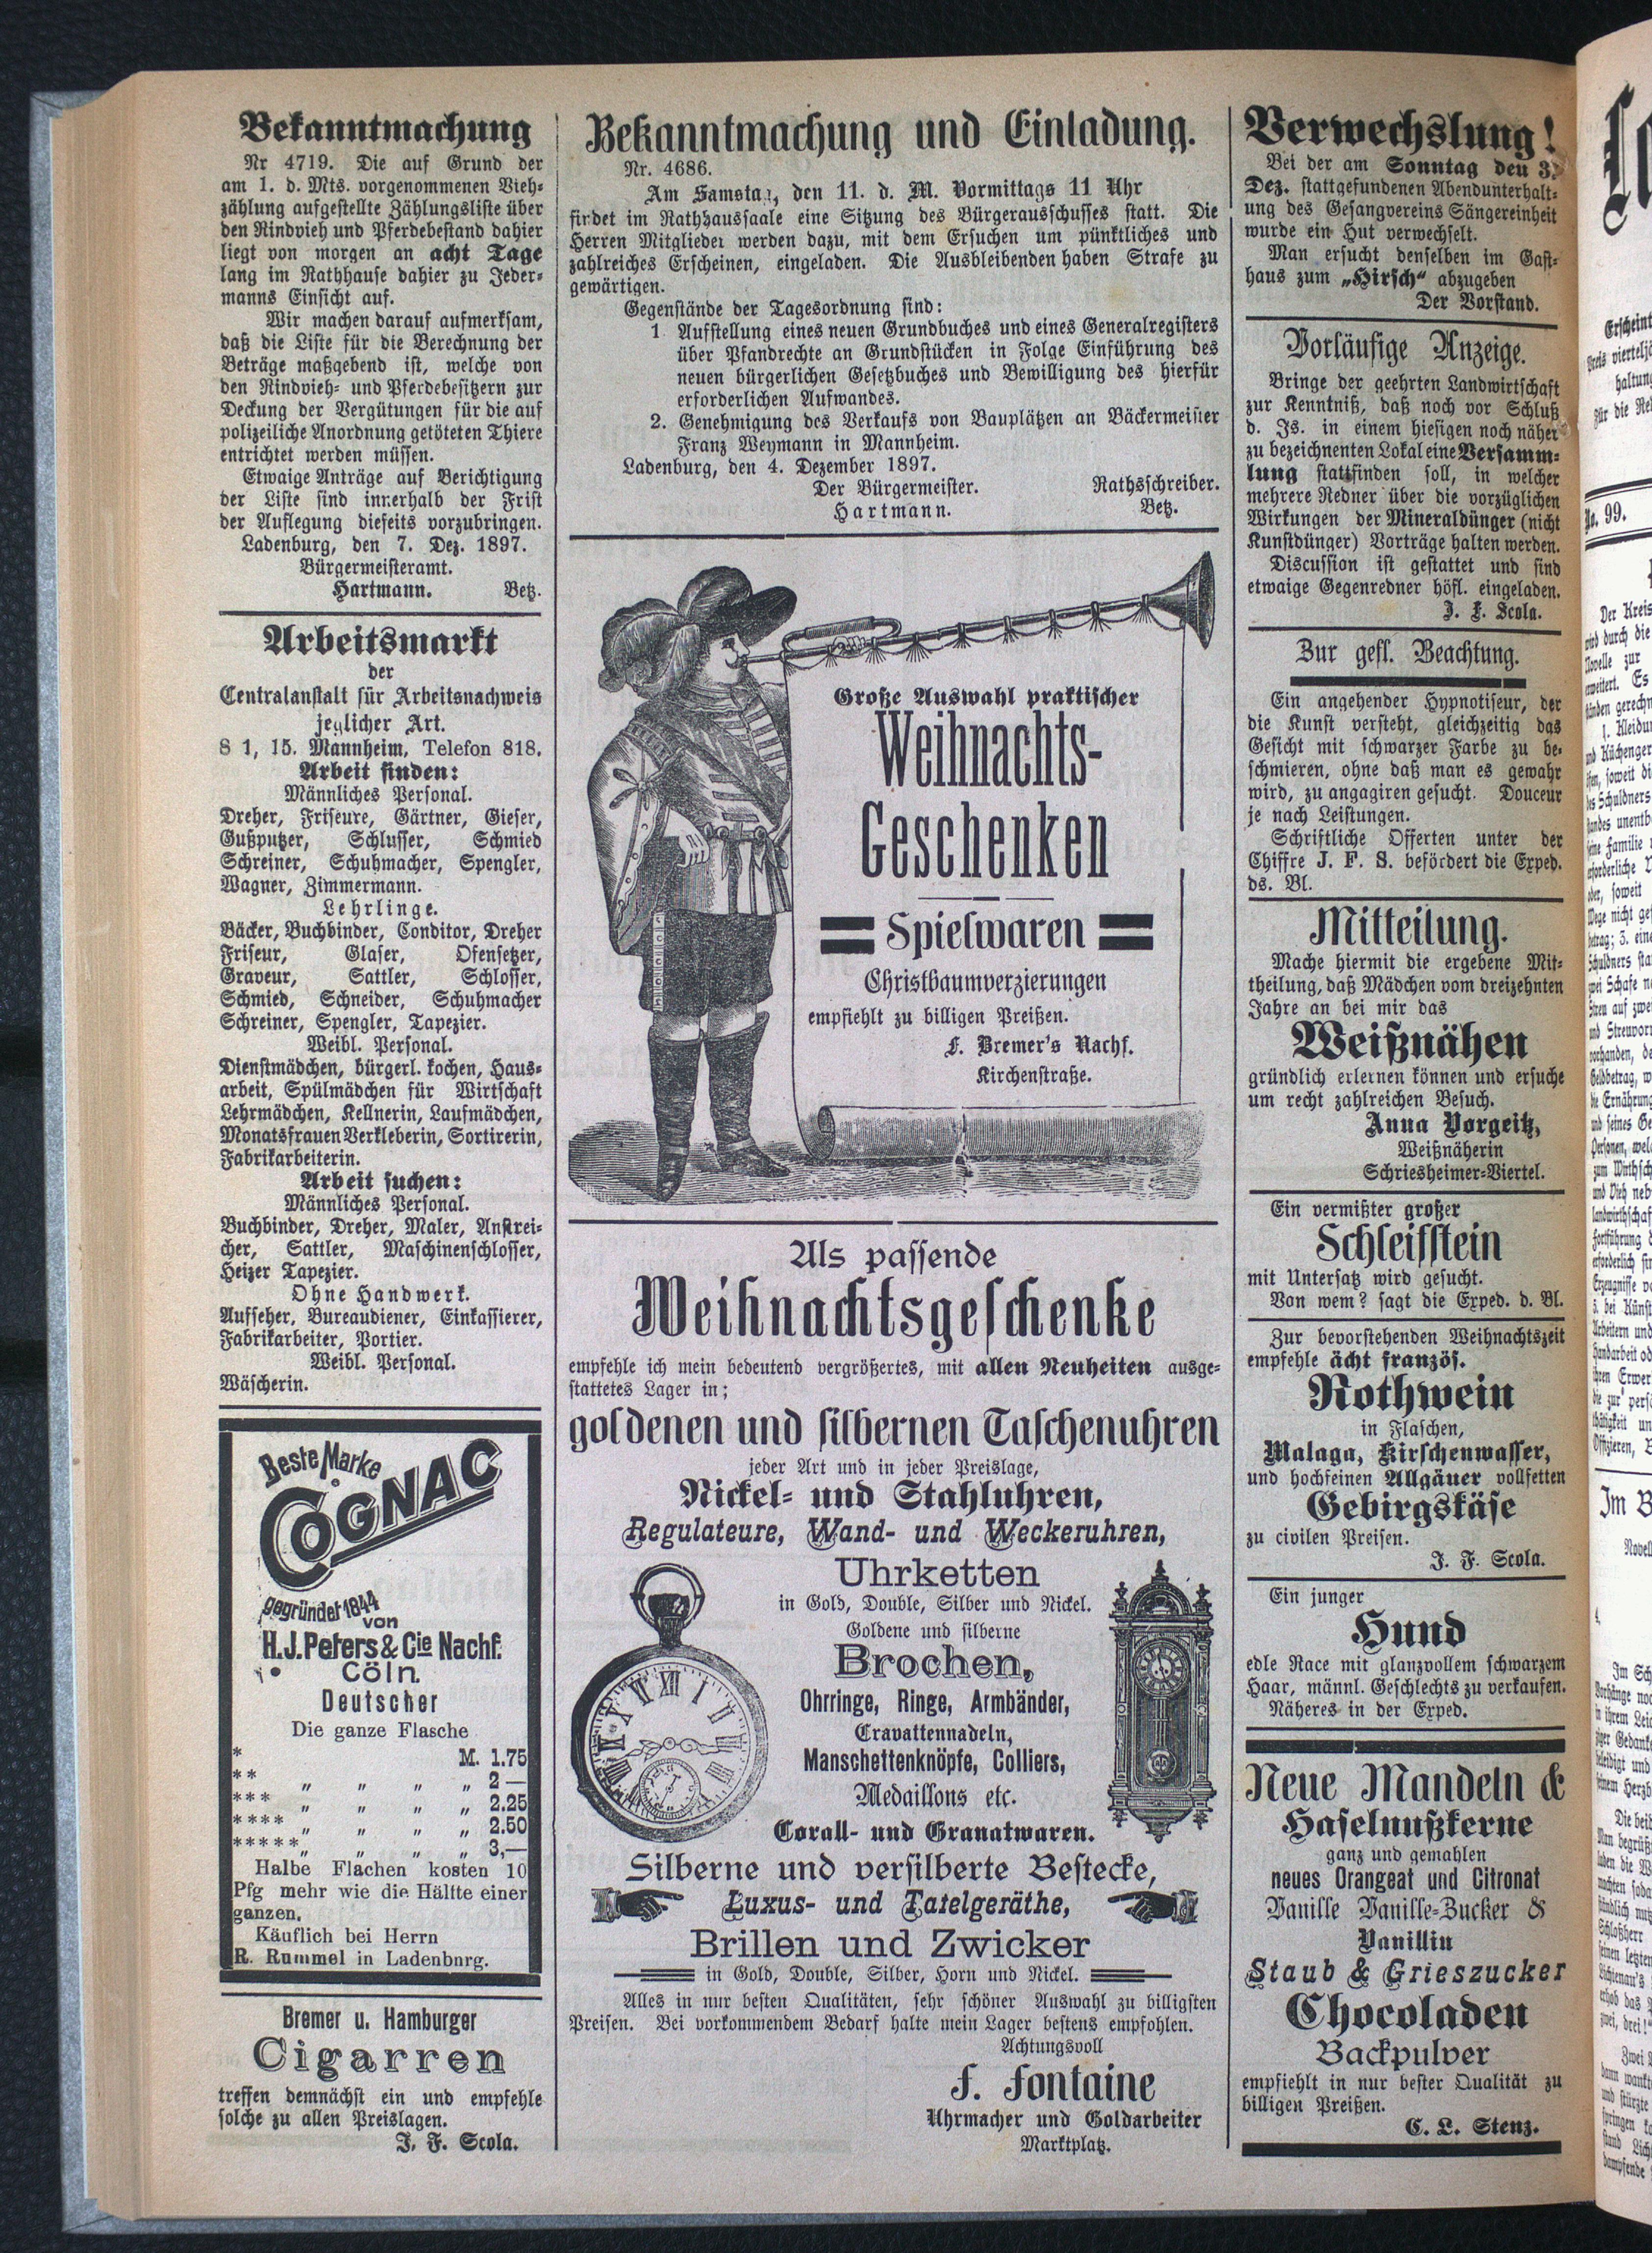 Bekanntmachung
Nr 4719. Die auf Grund der
am 1. d. Mts. vorgenommenen Vieh-
zählung aufgestellte Zählungsliste über
den Rindvieh und Pferdebestand dahier
liegt von morgen an acht Tage
lang im Rathhause dahier zu Jeder-
manns Einsicht auf.
Wir machen darauf aufmerksam,
daß die Liste für die Berechnung der
Beträge maßgebend ist, welche von
den Rindvieh- und Pferdebesitzern zur
Deckung der Vergütungen für die auf
polizeiliche Anordnung getöteten Thiere
entrichtet werden müssen.
Etwaige Anträge auf Berichtigung
der Liste sind innerhalb der Frist
der Auflegung diesseits vorzubringen.
Ladenburg, den 7. Dez. 1897.
Bürgermeisteramt.
Hartmann. Betz.
Arbeitsmarkt
der
Centralanstalt für Arbeitsnachweis
jeglicher Art.
S 1, 15. Mannheim, Telefon 818.
Arbeit finden:
Männliches Personal.
Dreher, Friseure, Gärtner, Gieser,
Gußputzer, Schlusser, Schmied
Schreiner, Schuhmacher, Spengler,
Wagner, Zimmermann.
Lehrlinge.
Bäcker, Buchbinder, Conditor, Dreher
Friseur, Glaser, Ofensetzer,
Graveur, Sattler, Schlosser,
Schmied, Schneider, Schuhmacher
Schreiner, Spengler, Tapezier.
Weibl. Personal.
Dienstmädchen, bürgerl. kochen, Haus-
arbeit, Spülmädchen für Wirtschaft
Lehrmädchen, Kellnerin, Laufmädchen,
Monatsfrauen Verkleberin, Sortirerin,
Fabrikarbeiterin.
Arbeit suchen:
Männliches Personal.
Buchbinder, Dreher, Maler, Anstrei-
cher, Sattler, Maschinenschlosser,
Heizer Tapezier.
Ohne Handwerk.
Aufseher, Bureaudiener, Einkassierer,
Fabrikarbeiter, Portier.
Weibl. Personal.
Wäscherin.
Beste Marke
COGNAC
gegründet 1844
von
H. J. Peters & Cie Nachf.
Cöln.
Deutscher
Die ganze Flasche
* M. 1.75
** „ „ „ „ 2 —
*** „ „ „ „ 2.25
**** „ „ „ „ 2.50
***** „ „ „ „ 3,—
Halbe Flachen kosten 10
Pfg mehr wie die Hälfte einer
ganzen.
Käuflich bei Herrn
R. Rummel in Ladenbnrg.
Bremer u. Hamburger
Cigarren
treffen demnächst ein und empfehle
solche zu allen Preislagen.
J. F. Scola.
Bekanntmachung und Einladung.
Nr. 4686.
Am Samstag, den 11. d. M. Vormittags 11 Uhr
findet im Rathhaussaale eine Sitzung des Bürgerausschusses statt. Die
Herren Mitglieder werden dazu, mit dem Ersuchen um pünktliches und
zahlreiches Erscheinen, eingeladen. Die Ausbleibenden haben Strafe zu
gewärtigen.
Gegenstände der Tagesordnung sind:
1 Aufstellung eines neuen Grundbuches und eines Generalregisters
über Pfandrechte an Grundstücken in Folge Einführung des
neuen bürgerlichen Gesetzbuches und Bewilligung des hierfür
erforderlichen Aufwandes.
2. Genehmigung des Verkaufs von Bauplätzen an Bäckermeister
Franz Weymann in Mannheim.
Ladenburg, den 4. Dezember 1897.
Der Bürgermeister. Rathsschreiber.
Hartmann. Betz.
Große Auswahl praktischer
Weihnachts-
Geschenken
Spielwaren
Christbaumverzierungen
empfiehlt zu billigen Preißen.
F. Bremer's Nachf.
Kirchenstraße.
Als passende
Weihnachtsgeschenke
empfehle ich mein bedeutend vergrößertes, mit allen Neuheiten ausge-
stattetes Lager in;
goldenen und silbernen Taschenuhren
jeder Art und in jeder Preislage,
Nickel- und Stahluhren,
Regulateure, Wand- und Weckeruhren,
Uhrketten
in Gold, Double, Silber und Nickel.
Goldene und silberne
Brochen,
Ohrringe, Ringe, Armbänder,
Cravattennadeln,
Manschettenknöpfe, Colliers,
Medaillons etc.
Corall- und Granatwaren.
Silberne und versilberte Bestecke,
Luxus- und Tafelgeräthe,
Brillen und Zwicker
in Gold, Double, Silber, Horn und Nickel.
Alles in nur besten Qualitäten, sehr schöner Auswahl zu billigsten
Preisen. Bei vorkommendem Bedarf halte mein Lager bestens empfohlen.
Achtungsvoll
F. Fontaine
Uhrmacher und Goldarbeiter
Marktplatz.
Verwechslung!
Bei der am Sonntag den 3.
Dez. stattgefundenen Abendunterhalt-
ung des Gesangvereins Sängereinheit
wurde ein Hut verwechselt.
Man ersucht denselben im Gast-
haus zum „Hirsch“ abzugeben
Der Vorstand.
Vorläufige Anzeige.
Bringe der geehrten Landwirtschaft
zur Kenntniß, daß noch vor Schluß
d. Js. in einem hiesigen noch näher
zu bezeichnenten Lokal eine Versamm-
lung stattfinden soll, in welcher
mehrere Redner über die vorzüglichen
Wirkungen der Mineraldünger (nicht
Kunstdünger) Vorträge halten werden.
Discussion ist gestattet und sind
etwaige Gegenredner höfl. eingeladen.
J. F. Scola.
Zur gefl. Beachtung.
Ein angehender Hypnotiseur, der
die Kunst versteht, gleichzeitig das
Gesicht mit schwarzer Farbe zu be-
schmieren, ohne daß man es gewahr
wird, zu angagiren gesucht. Douceur
je nach Leistungen.
Schriftliche Offerten unter der
Chiffre J. F. S. befördert die Exped.
ds. Bl.
Mitteilung.
Mache hiermit die ergebene Mit-
theilung, daß Mädchen vom dreizehnten
Jahre an bei mir das
Weißnähen
gründlich erlernen können und ersuche
um recht zahlreichen Besuch.
Anna Vorgeitz,
Weißnäherin
Schriesheimer-Viertel.
Ein vermißter großer
Schleifstein
mit Untersatz wird gesucht.
Von wem? sagt die Exped. d. Bl.
Zur bevorstehenden Weihnachtszeit
empfehle ächt französ.
Rothwein
in Flaschen,
Malaga, Kirschenwasser,
und hochfeinen Allgäuer vollfetten
Gebirgskäse
zu civilen Preisen.
J. F. Scola.
Ein junger
Hund
edle Race mit glanzvollem schwarzem
Haar, männl. Geschlechts zu verkaufen.
Näheres in der Exped.
Neue Mandeln &
Haselnußkerne
ganz und gemahlen
neues Orangeat und Citronat
Vanille Vanille-Zucker &
Vanillin
Staub & Grieszucker
Chocoladen
Backpulver
empfiehlt in nur bester Qualität zu
billigen Preißen.
C. L. Stenz.
No. 99.